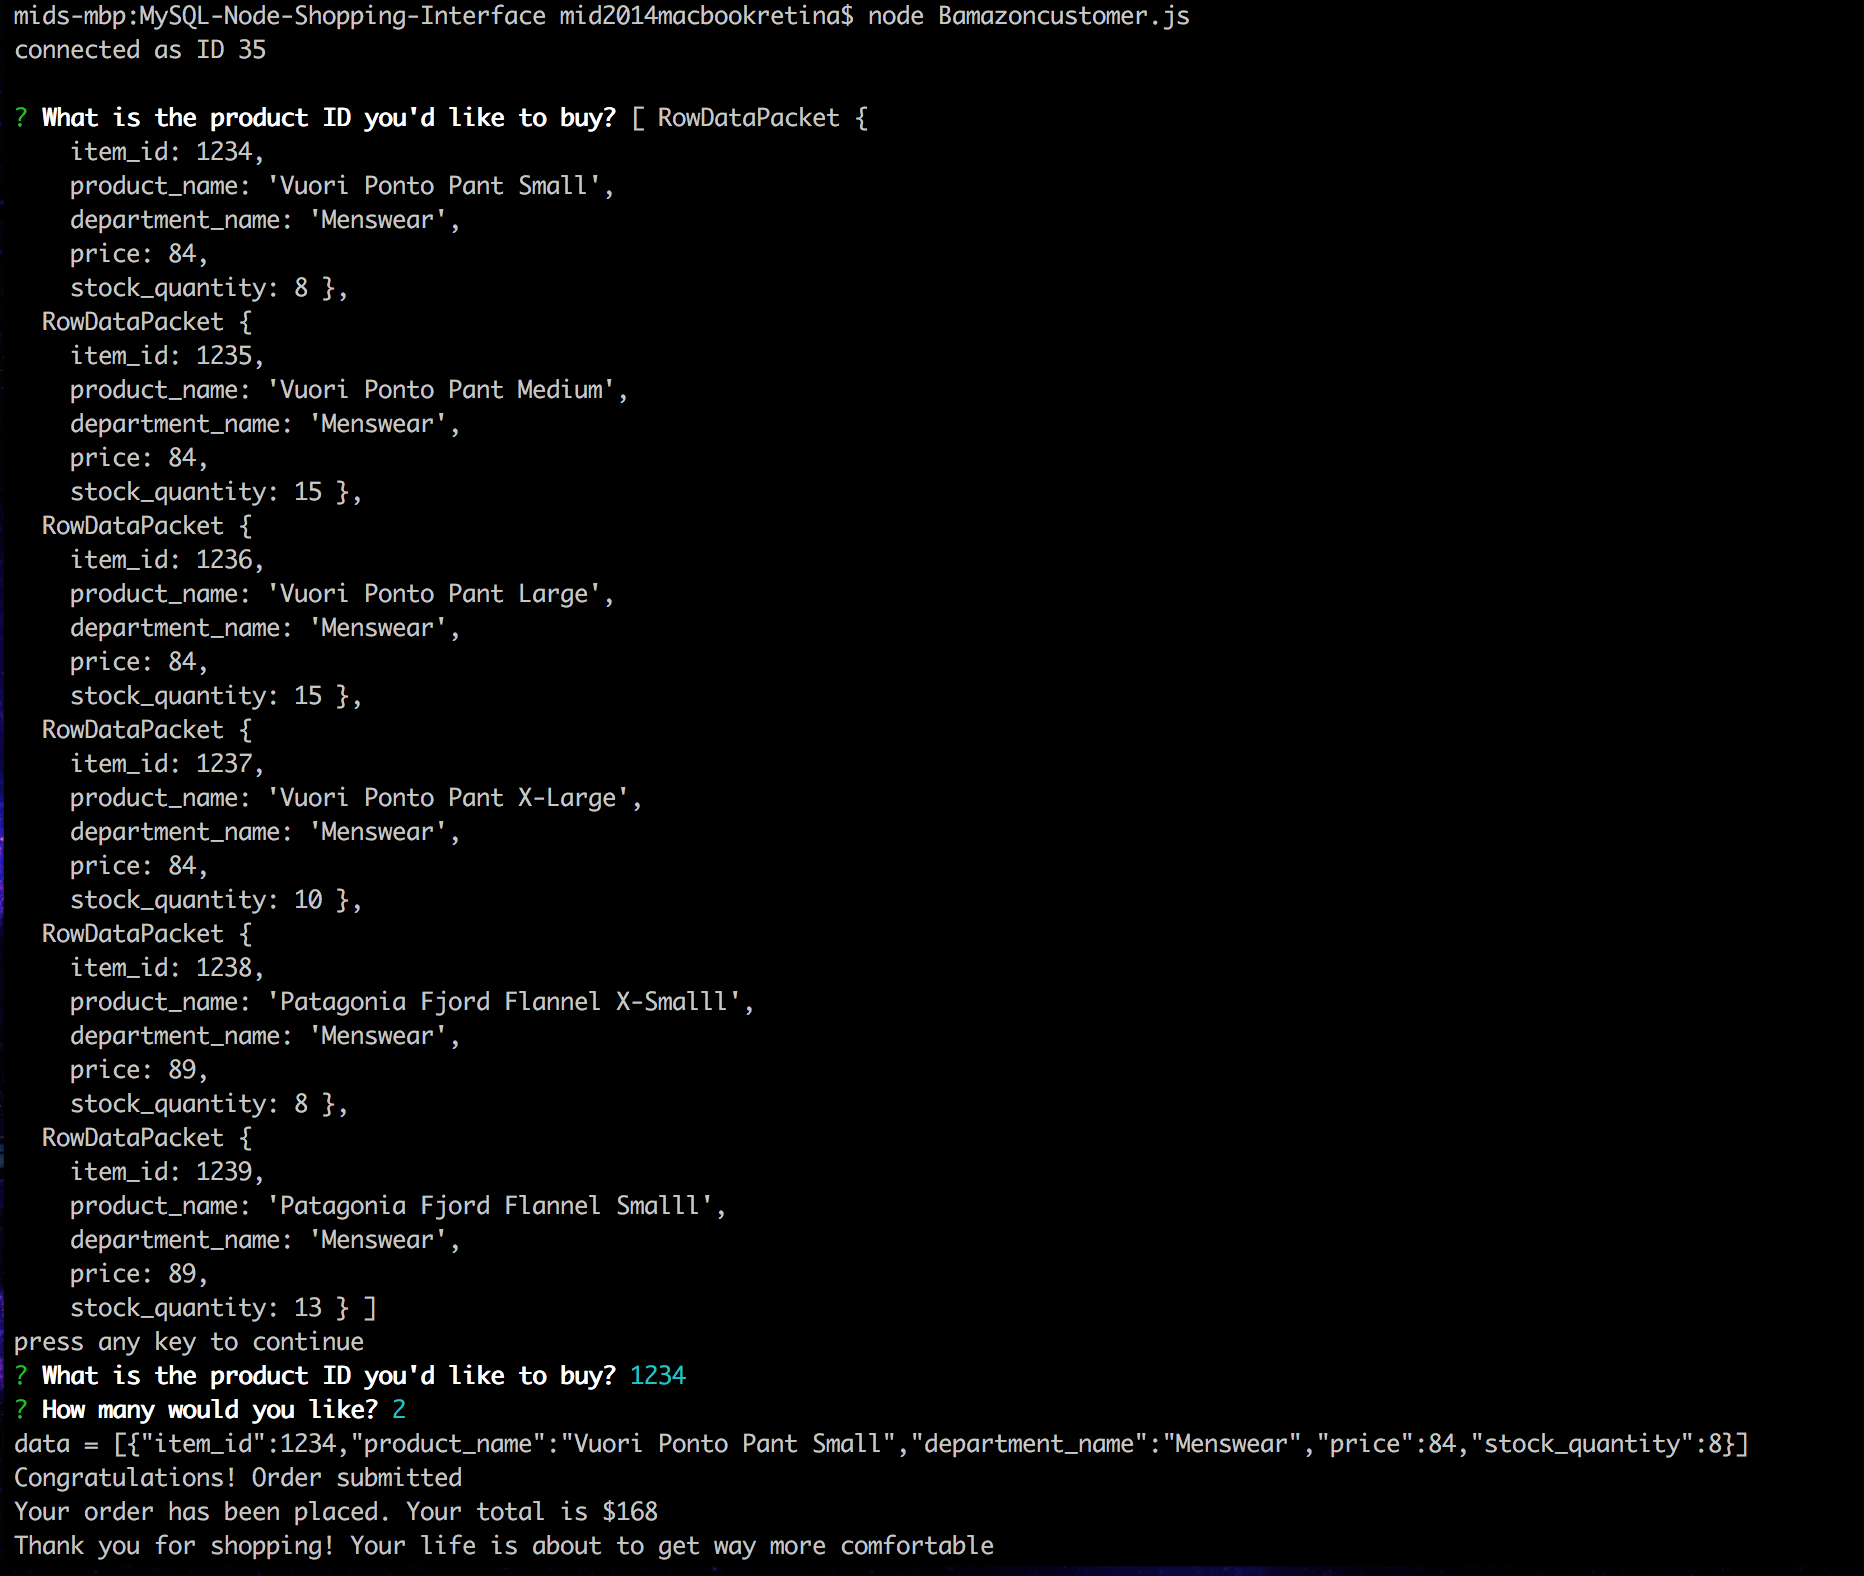 mids-mbp:MySQL-Node-Shopping-Interface mid2014macbookretina$ node Bamazoncustomer.js
connected as ID 35
? What is the product ID you'd like to buy? [ RowDataPacket {
    item_id: 1234,
    product_name: 'Vuori Ponto Pant Small',
    department_name: 'Menswear',
    price: 84,
    stock_quantity: 8 },
  RowDataPacket {
    item_id: 1235,
    product_name: 'Vuori Ponto Pant Medium',
    department_name: 'Menswear',
    price: 84,
    stock_quantity: 15 },
  RowDataPacket {
    item_id: 1236,
    product_name: 'Vuori Ponto Pant Large',
    department_name: 'Menswear',
    price: 84,
    stock_quantity: 15 },
  RowDataPacket {
    item_id: 1237,
    product_name: 'Vuori Ponto Pant X-Large',
    department_name: 'Menswear',
    price: 84,
    stock_quantity: 10 },
  RowDataPacket {
    item_id: 1238,
    product_name: 'Patagonia Fjord Flannel X-Smalll',
    department_name: 'Menswear',
    price: 89,
    stock_quantity: 8 },
  RowDataPacket {
    item_id: 1239,
    product_name: 'Patagonia Fjord Flannel Smalll',
    department_name: 'Menswear',
    price: 89,
    stock_quantity: 13 } ]
press any key to continue
? What is the product ID you'd like to buy? 1234
? How many would you like? 2
data = [{"item_id":1234,"product_name":"Vuori Ponto Pant Small","department_name":"Menswear","price":84,"stock_quantity":8}]
Congratulations! Order submitted
Your order has been placed. Your total is $168
Thank you for shopping! Your life is about to get way more comfortable